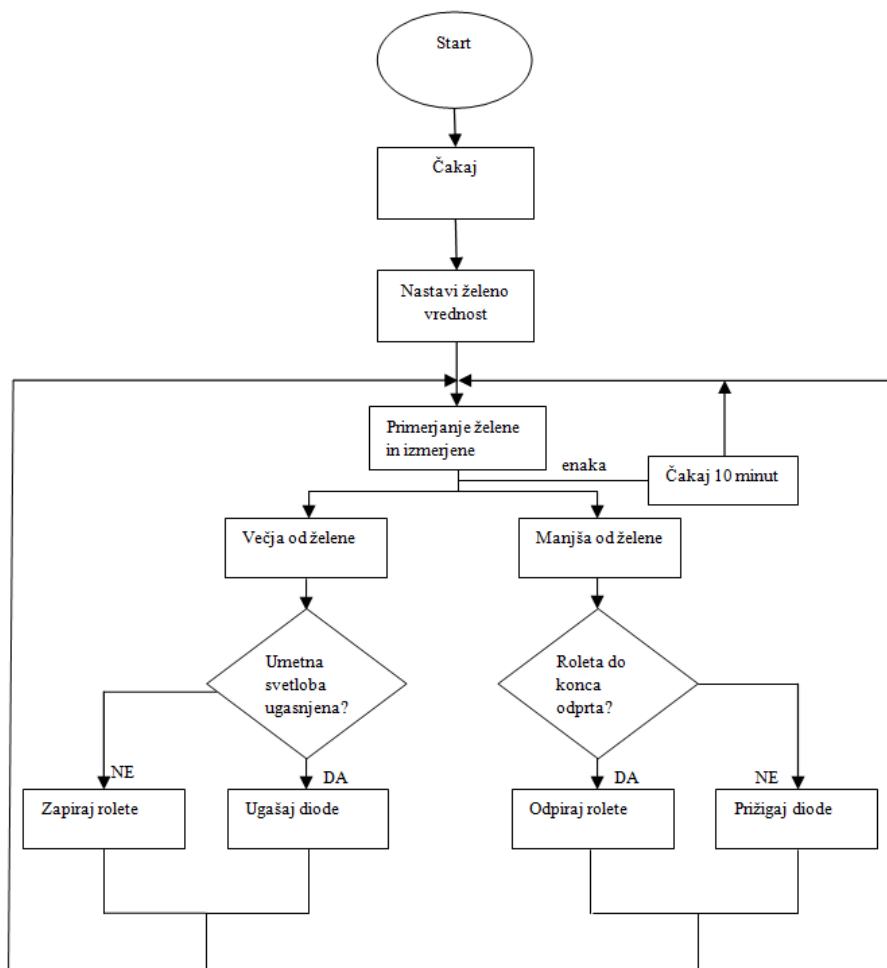 Start
Čakaj
Nastavi želeno
vrednost
Primerjanje želene
in izmerjene
enaka
Čakaj 10 minut
Večja od želene
Manjša od želene
Umetna
svetloba
ugasnjena?
Roleta do
konca
odprta?
NE
DA
DA
NE
Zapiraj rolete
Ugašaj diode
Odpiraj rolete
Prižigaj diode